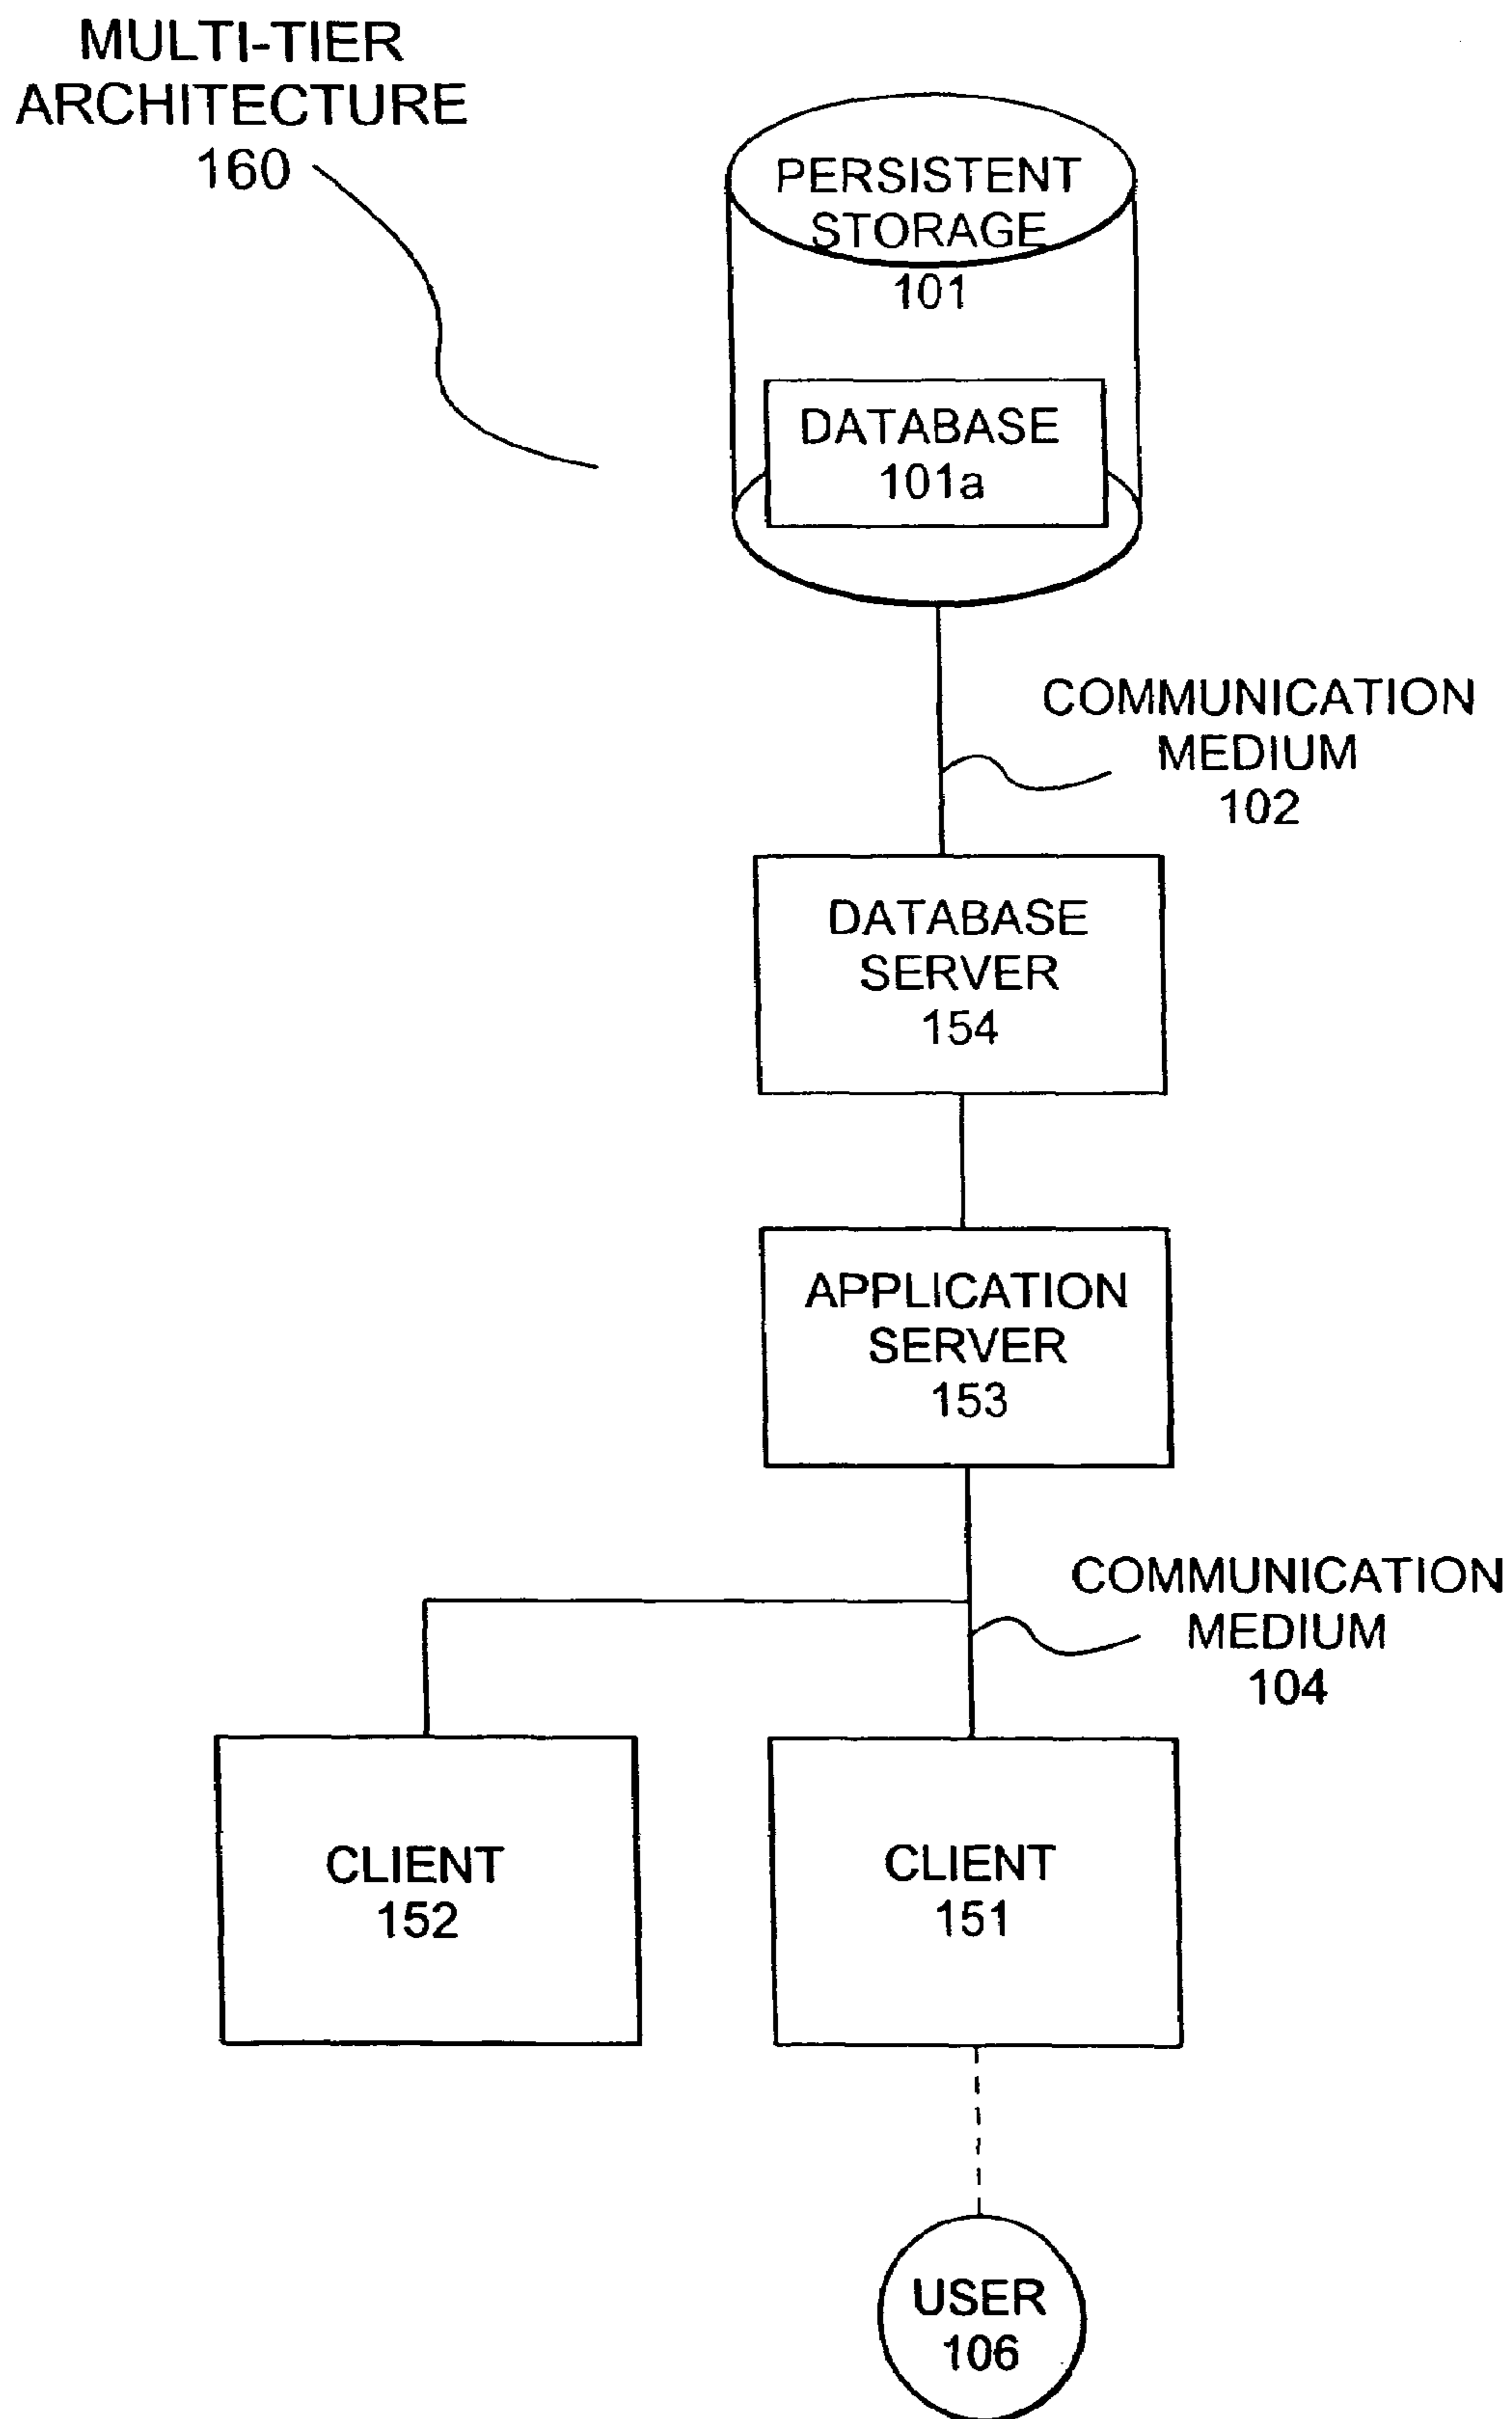 MULTI-TIER
ARCHITECTURE
160
PERSISTENT
STORAGE
101
DATABASE
101a
COMMUNICATION
MEDIUM
102
DATABASE
SERVER
154
APPLICATION
SERVER
153
COMMUNICATION
MEDIUM
104
CLIENT
152
CLIENT
151
USER
106